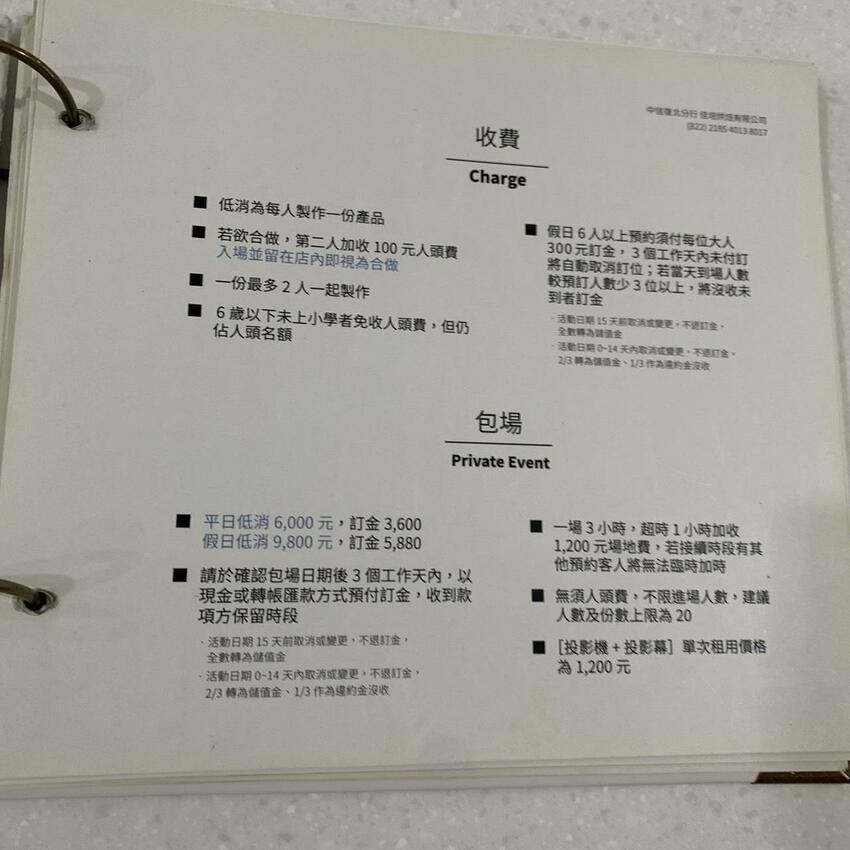 中信復北分行 佳培烘焙有限公司
(822) 2185 4013 8017
收費
Charge
低消為每人製作一份產品
若欲合做，第二人加收 100 元人頭費
入場並留在店內即視為合做
一份最多 2 人一起製作
6 歲以下未上小學者免收人頭費，但仍
佔人頭名額
假日 6 人以上預約須付每位大人
300 元訂金，3 個工作天內未付訂
將自動取消訂位；若當天到場人數
較預訂人數少 3 位以上，將沒收未
到者訂金
· 活動日期 15 天前取消或變更，不退訂金，
全數轉為儲值金
· 活動日期 0~14 天內取消或變更，不退訂金，
2/3 轉為儲值金、1/3 作為違約金沒收
包場
Private Event
平日低消 6,000 元，訂金 3,600
假日低消 9,800 元，訂金 5,880
請於確認包場日期後 3 個工作天內，以
現金或轉帳匯款方式預付訂金，收到款
項方保留時段
· 活動日期 15 天前取消或變更，不退訂金，
全數轉為儲值金
· 活動日期 0~14 天內取消或變更，不退訂金，
2/3 轉為儲值金、1/3 作為違約金沒收
一場 3 小時，超時 1 小時加收
1,200 元場地費，若接續時段有其
他預約客人將無法臨時加時
無須人頭費，不限進場人數，建議
人數及份數上限為 20
［投影機 + 投影幕］單次租用價格
為 1,200 元